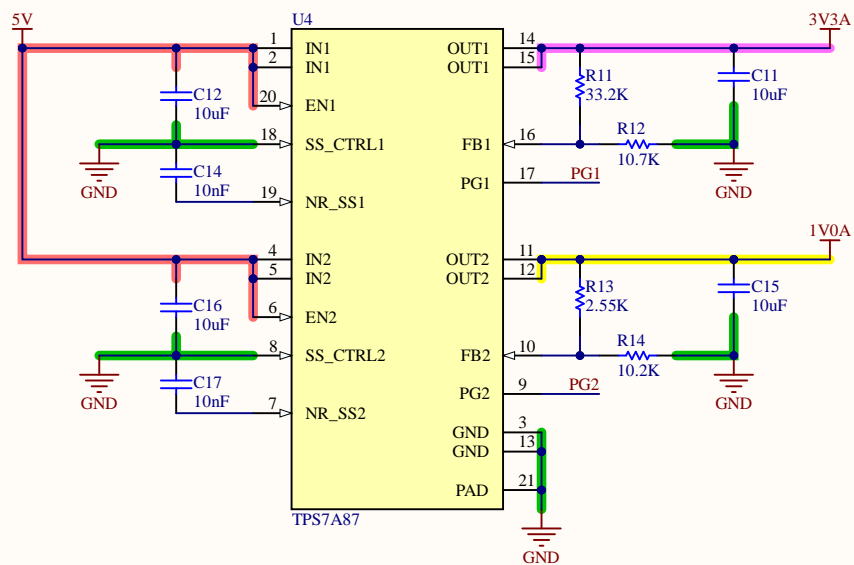 5V
U4
3V3A
1
IN1
OUT1
14
2
IN1
OUT1
15
C12
10uF
R11
33.2K
C11
10uF
20
EN1
18
SS_CTRL1
FB1
16
R12
10.7K
GND
GND
C14
10nF
PG1
17
PG1
19
NR_SS1
1V0A
4
IN2
OUT2
11
5
IN2
OUT2
12
C16
10uF
R13
2.55K
C15
10uF
6
EN2
8
SS_CTRL2
FB2
10
R14
10.2K
GND
GND
C17
10nF
PG2
9
PG2
7
NR_SS2
GND
3
GND
13
PAD
21
TPS7A87
GND